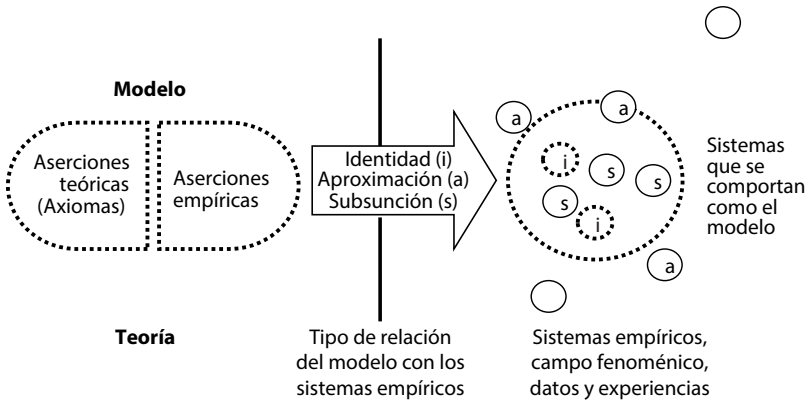 Modelo
Aserciones
teóricas
(Axiomas)
Aserciones
empíricas
Identidad (i)
Aproximación (a)
Subsunción (s)
a
a
i
s
s
s
i
a
Sistemas
que se
comportan
como el
modelo
Teoría
Tipo de relación
del modelo con los
sistemas empíricos
Sistemas empíricos,
campo fenoménico,
datos y experiencias